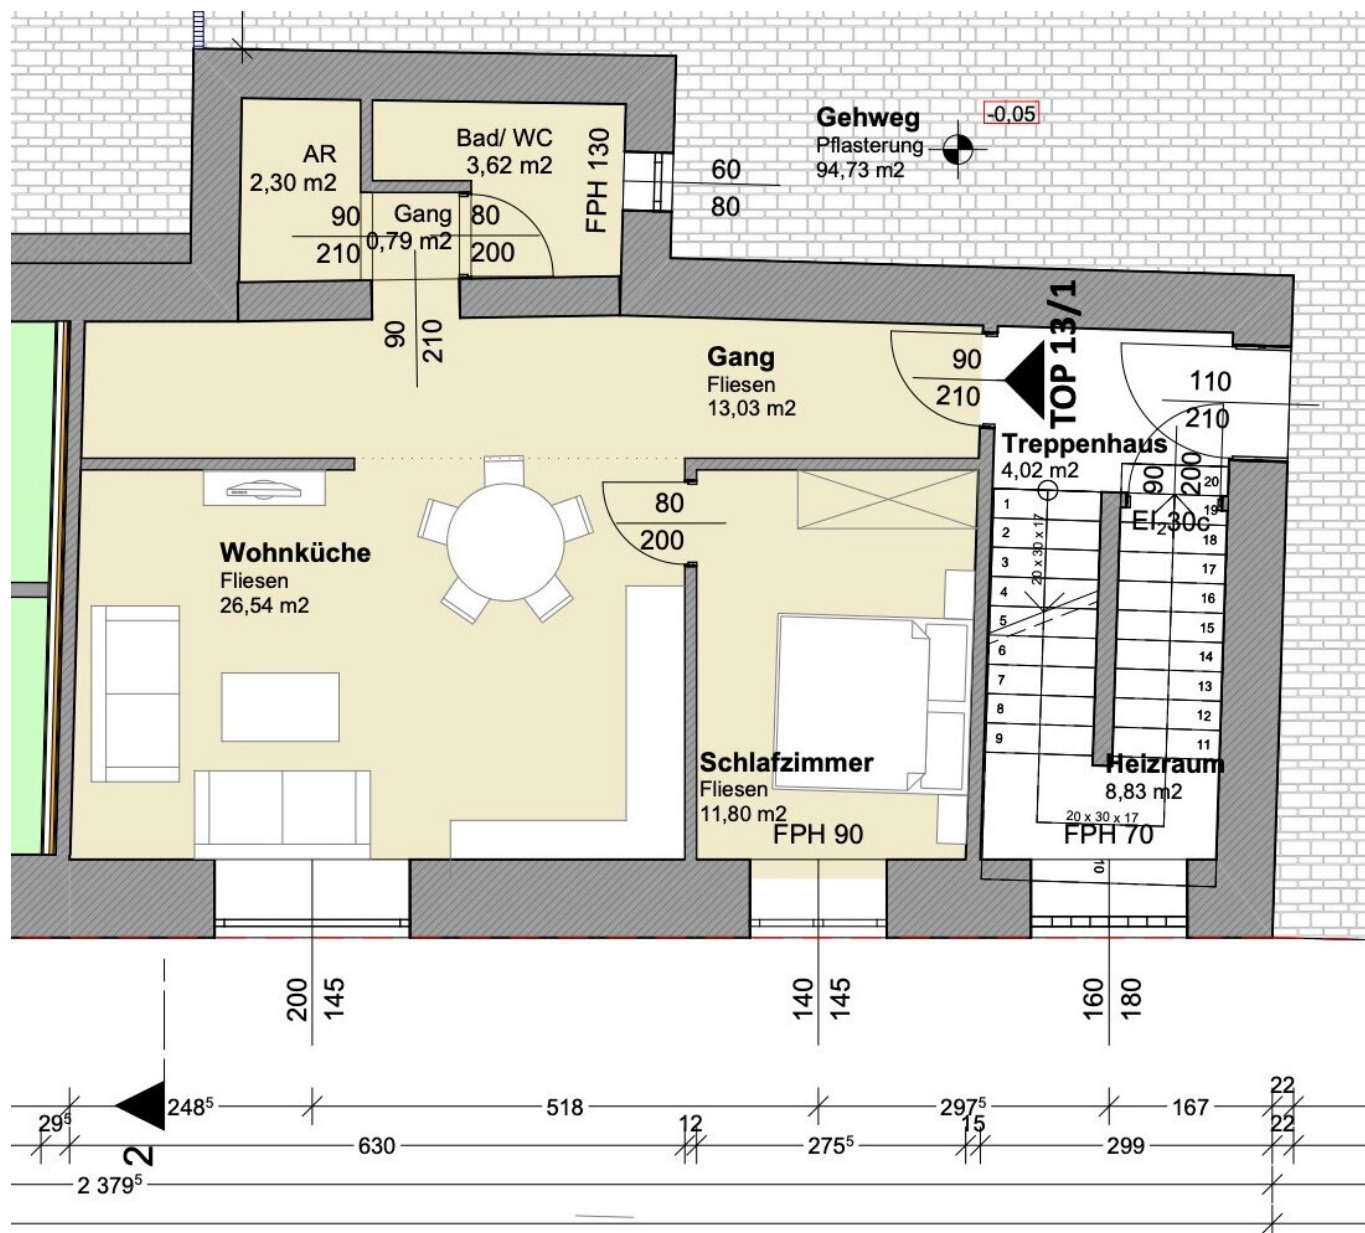 Gehweg
Pflasterung
94,73 m2
-0,05
AR
2,30 m2
Bad/ WC
3,62 m2
FPH 130
60
80
90
210
Gang
0,79 m2
80
200
90
210
Gang
Fliesen
13,03 m2
90
210
TOP 13/1
110
210
Treppenhaus
4,02 m2
90
200
EI₂30c
20
19
18
17
16
15
14
13
12
11
1
2
3
4
5
6
7
8
9
20 x 30 x 17
80
200
Wohnküche
Fliesen
26,54 m2
Schlafzimmer
Fliesen
11,80 m2
FPH 90
Heizraum
8,83 m2
20 x 30 x 17
FPH 70
10
200
145
140
145
160
180
248⁵
518
297⁵
167
22
29⁵
630
12
275⁵
15
299
22
2
2 379⁵